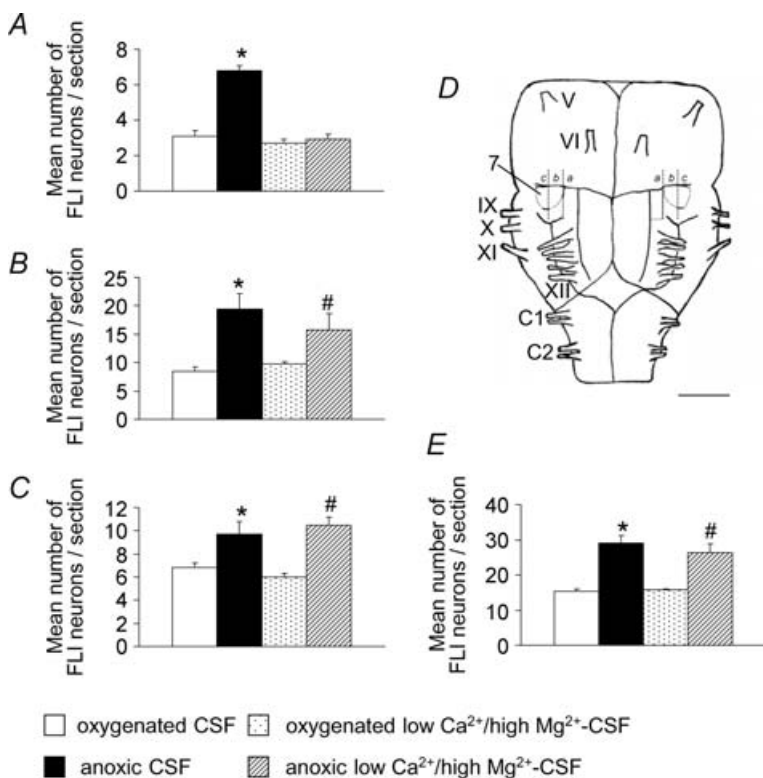 A
Mean number of
FLI neurons / section
8
6
4
2
0
*
B
Mean number of
FLI neurons / section
25
20
15
10
5
0
*
#
C
Mean number of
FLI neurons / section
12
10
8
6
4
2
0
*
#
D
V
VI
7
c b a
a b c
IX
X
XI
XII
C1
C2
E
Mean number of
FLI neurons / section
40
30
20
10
0
*
#
oxygenated CSF
oxygenated low Ca²⁺/high Mg²⁺-CSF
anoxic CSF
anoxic low Ca²⁺/high Mg²⁺-CSF